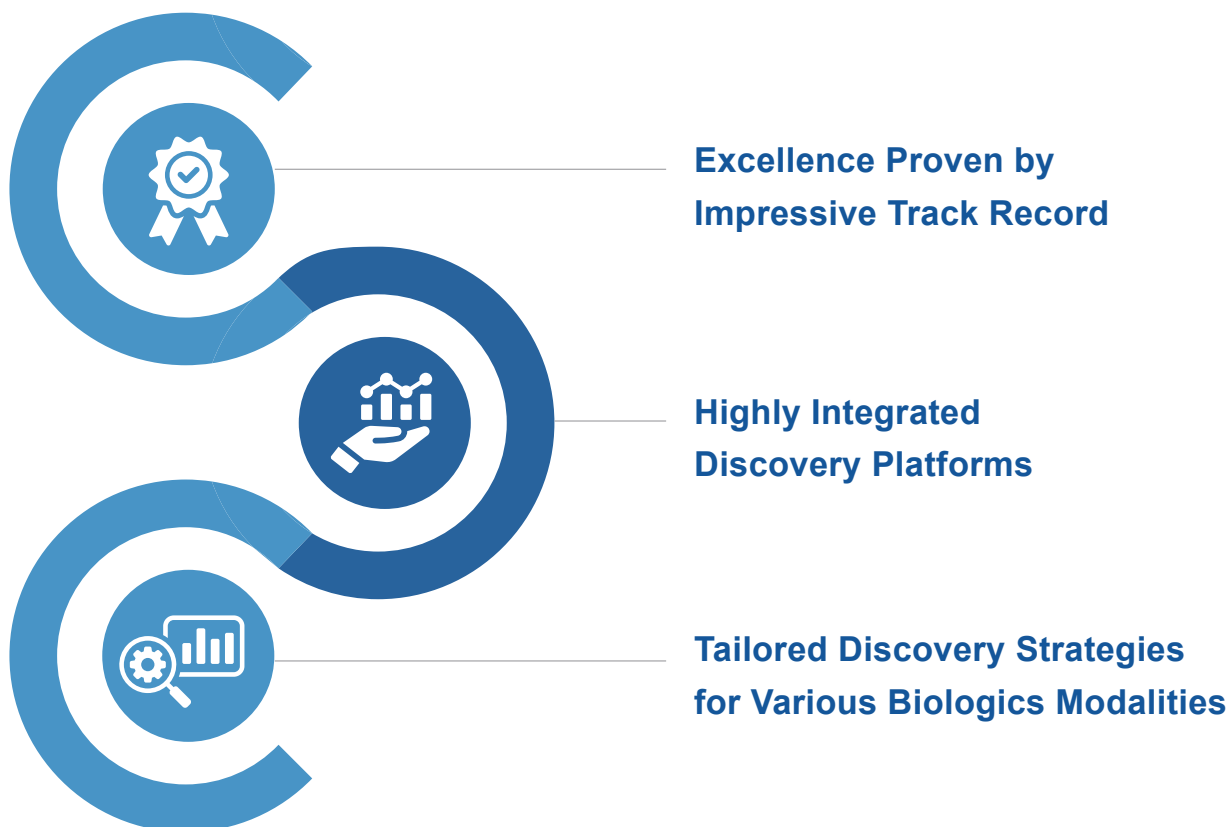 Excellence Proven by
Impressive Track Record
Highly Integrated
Discovery Platforms
Tailored Discovery Strategies
for Various Biologics Modalities